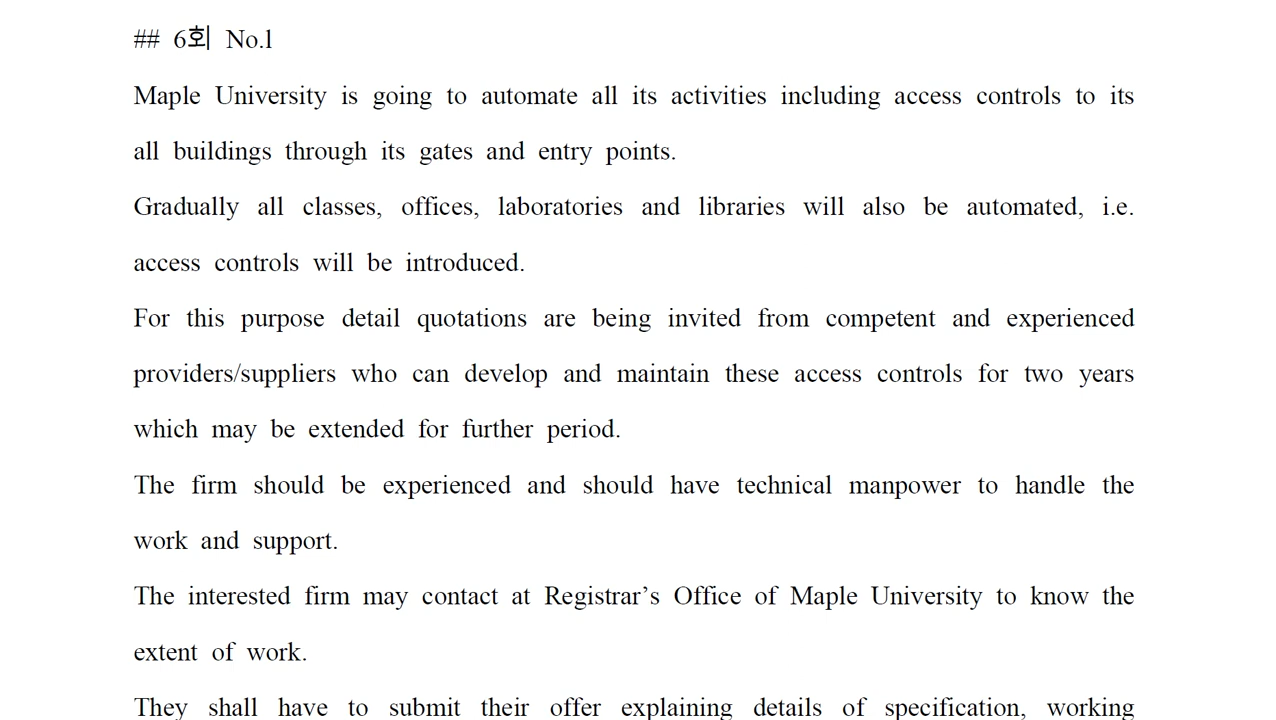 ## 6회 No.1
Maple University is going to automate all its activities including access controls to its
all buildings through its gates and entry points.
Gradually all classes, offices, laboratories and libraries will also be automated, i.e.
access controls will be introduced.
For this purpose detail quotations are being invited from competent and experienced
providers/suppliers who can develop and maintain these access controls for two years
which may be extended for further period.
The firm should be experienced and should have technical manpower to handle the
work and support.
The interested firm may contact at Registrar’s Office of Maple University to know the
extent of work.
They shall have to submit their offer explaining details of specification, working